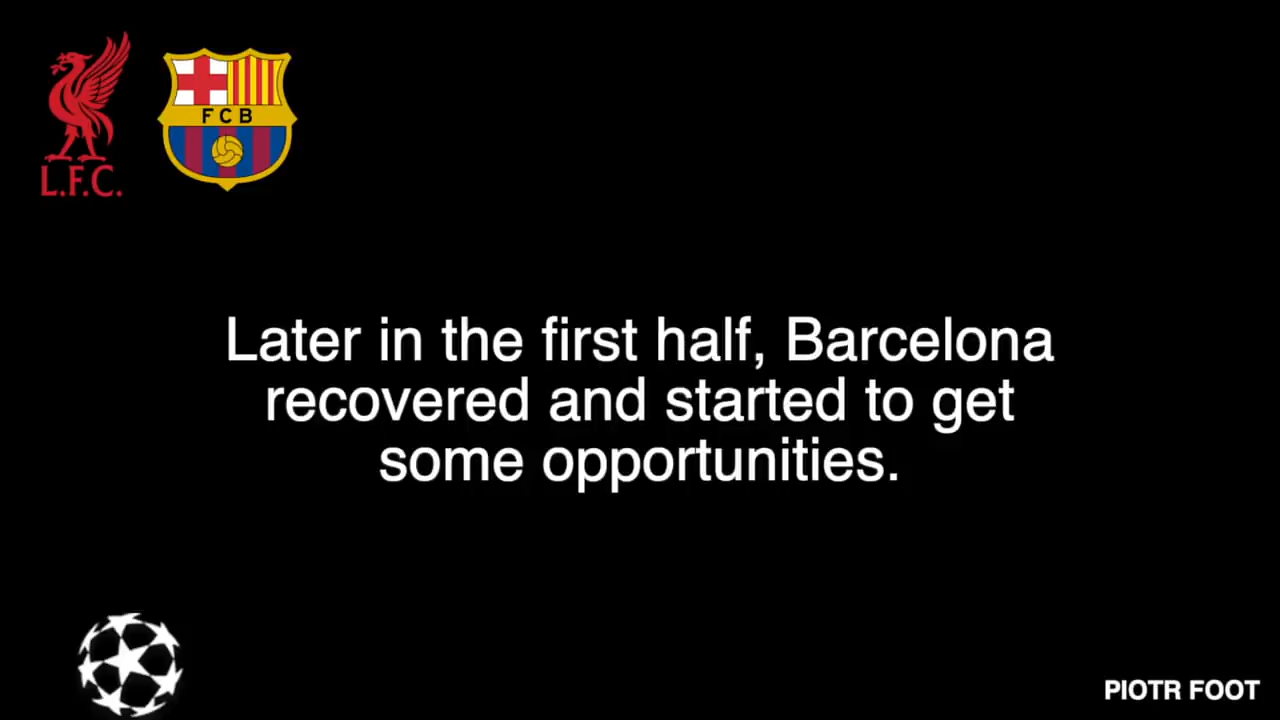 L.F.C.
FCB
Later in the first half, Barcelona
recovered and started to get
some opportunities.
PIOTR FOOT